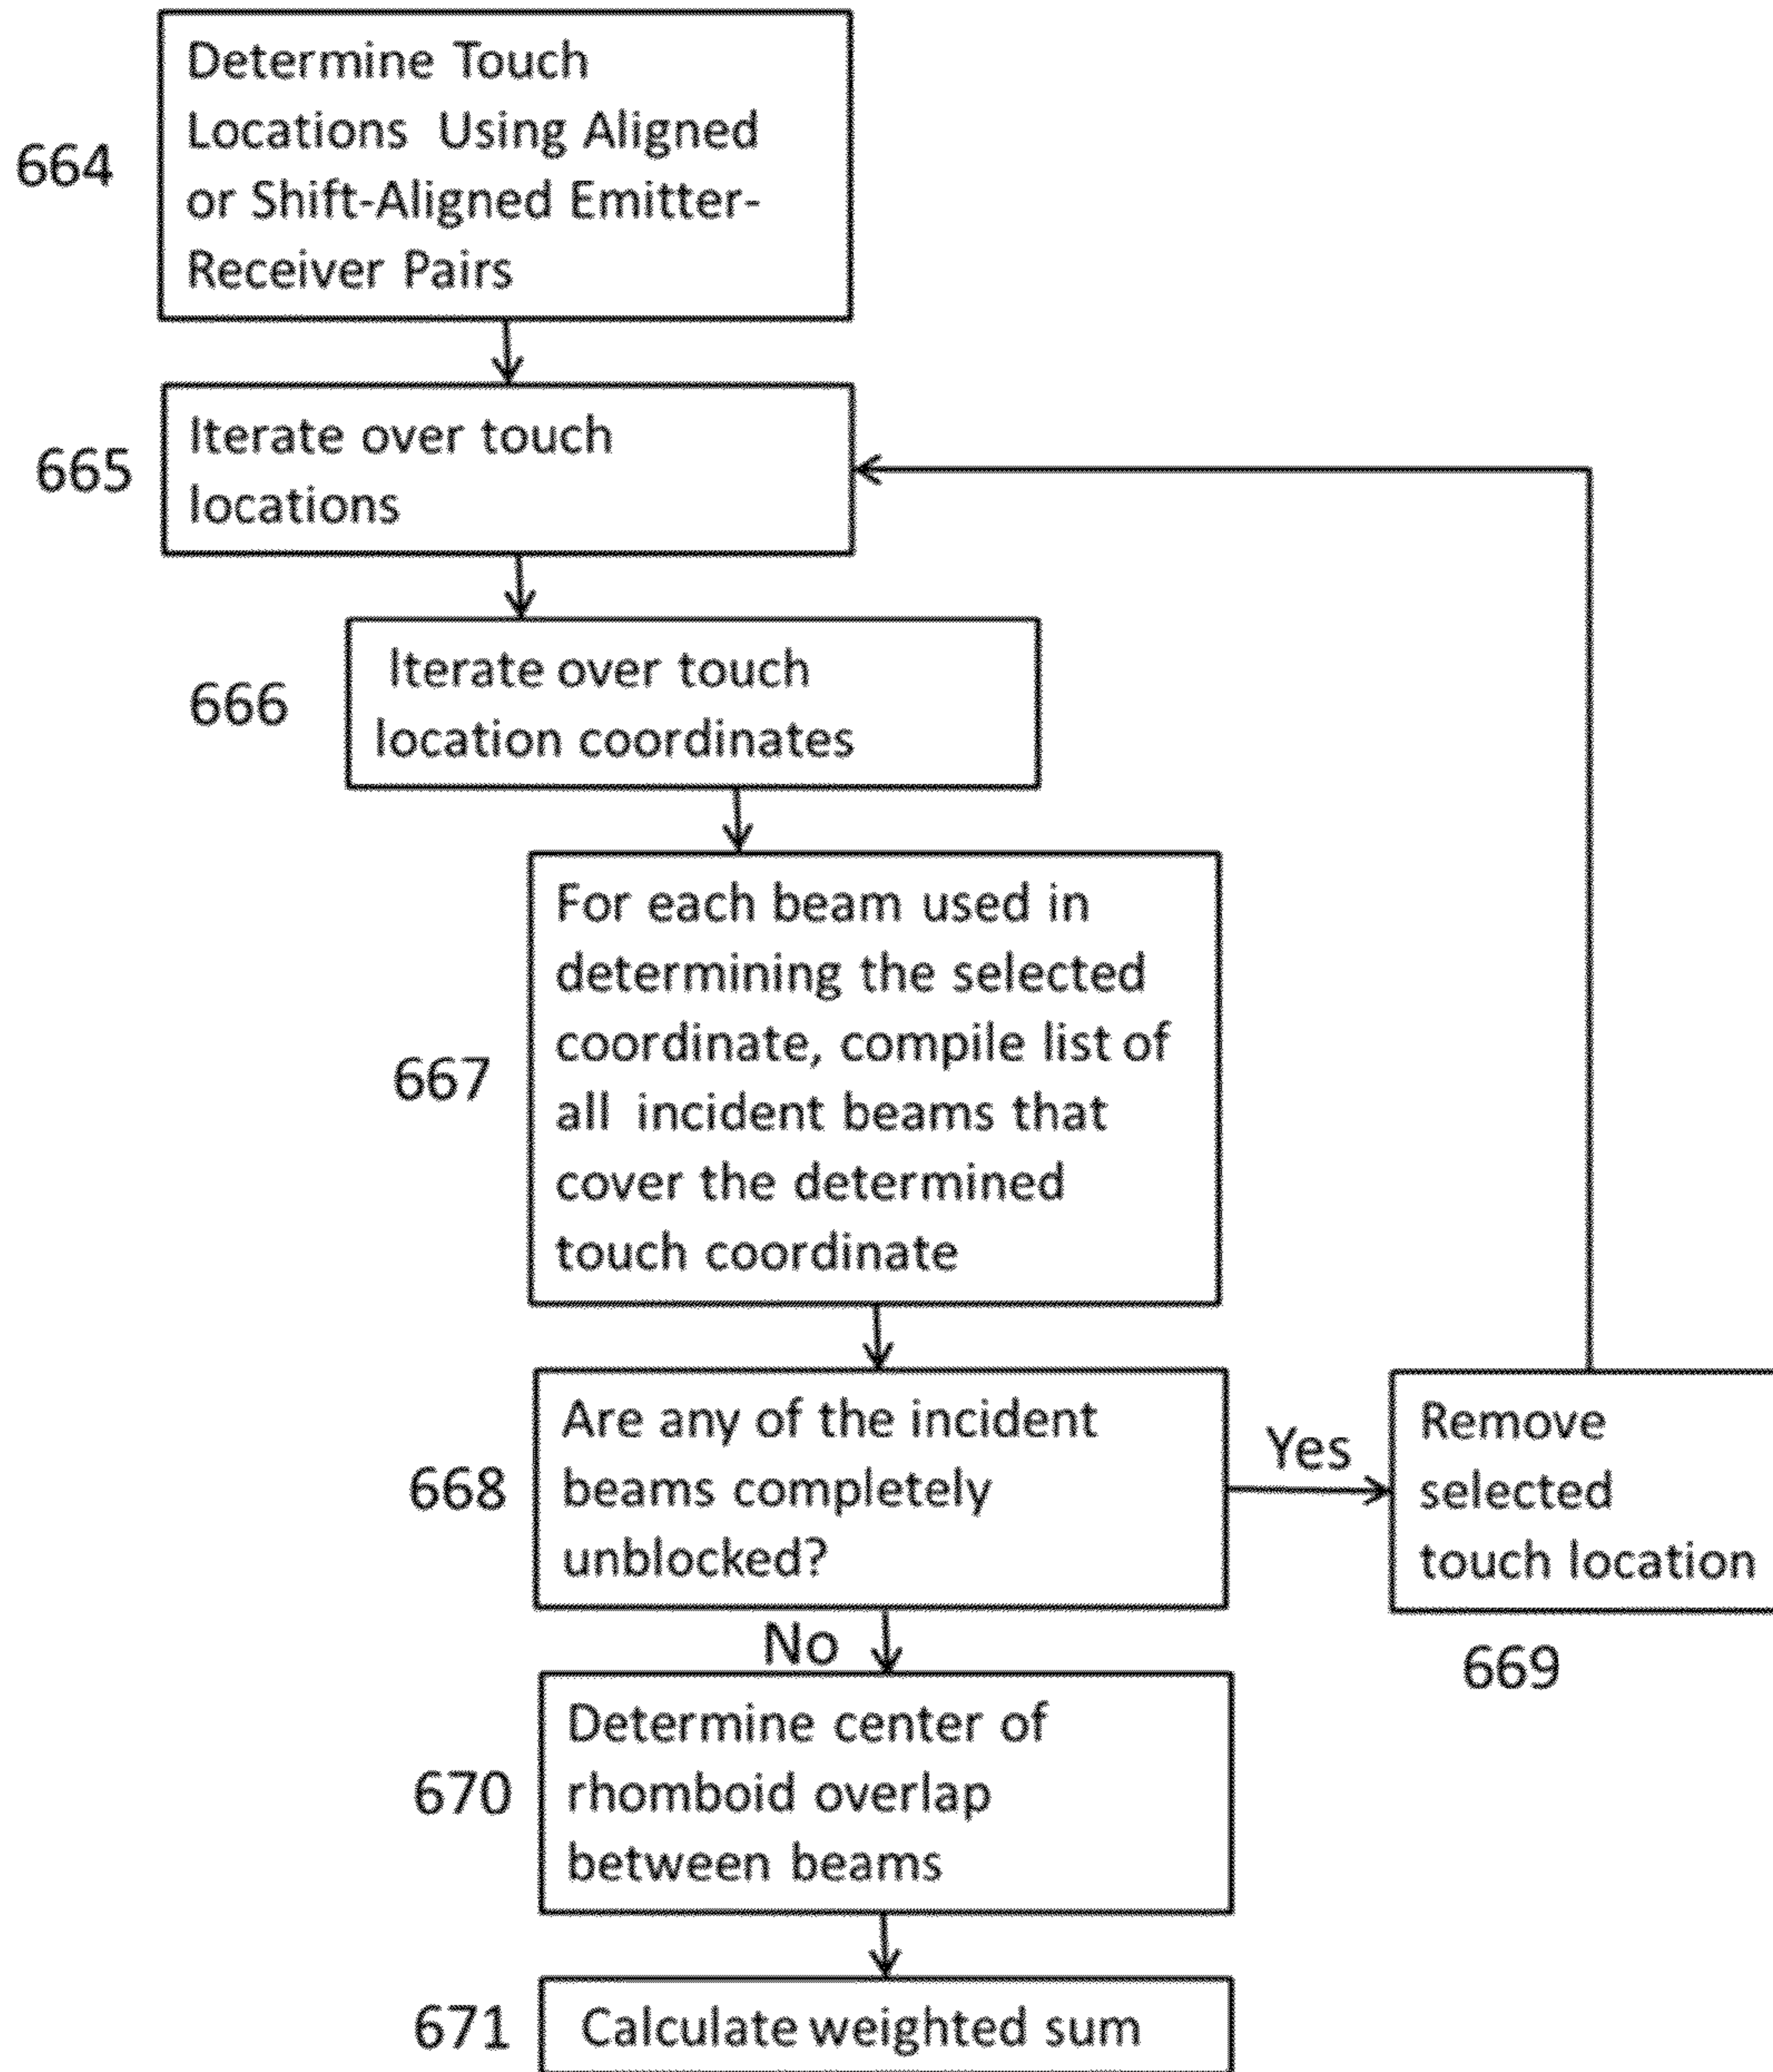 664
Determine Touch
Locations Using Aligned
or Shift-Aligned Emitter-
Receiver Pairs
665
Iterate over touch
locations
666
Iterate over touch
location coordinates
667
For each beam used in
determining the selected
coordinate, compile list of
all incident beams that
cover the determined
touch coordinate
668
Are any of the incident
beams completely
unblocked?
Yes
Remove
selected
touch location
669
No
670
Determine center of
rhomboid overlap
between beams
671
Calculate weighted sum